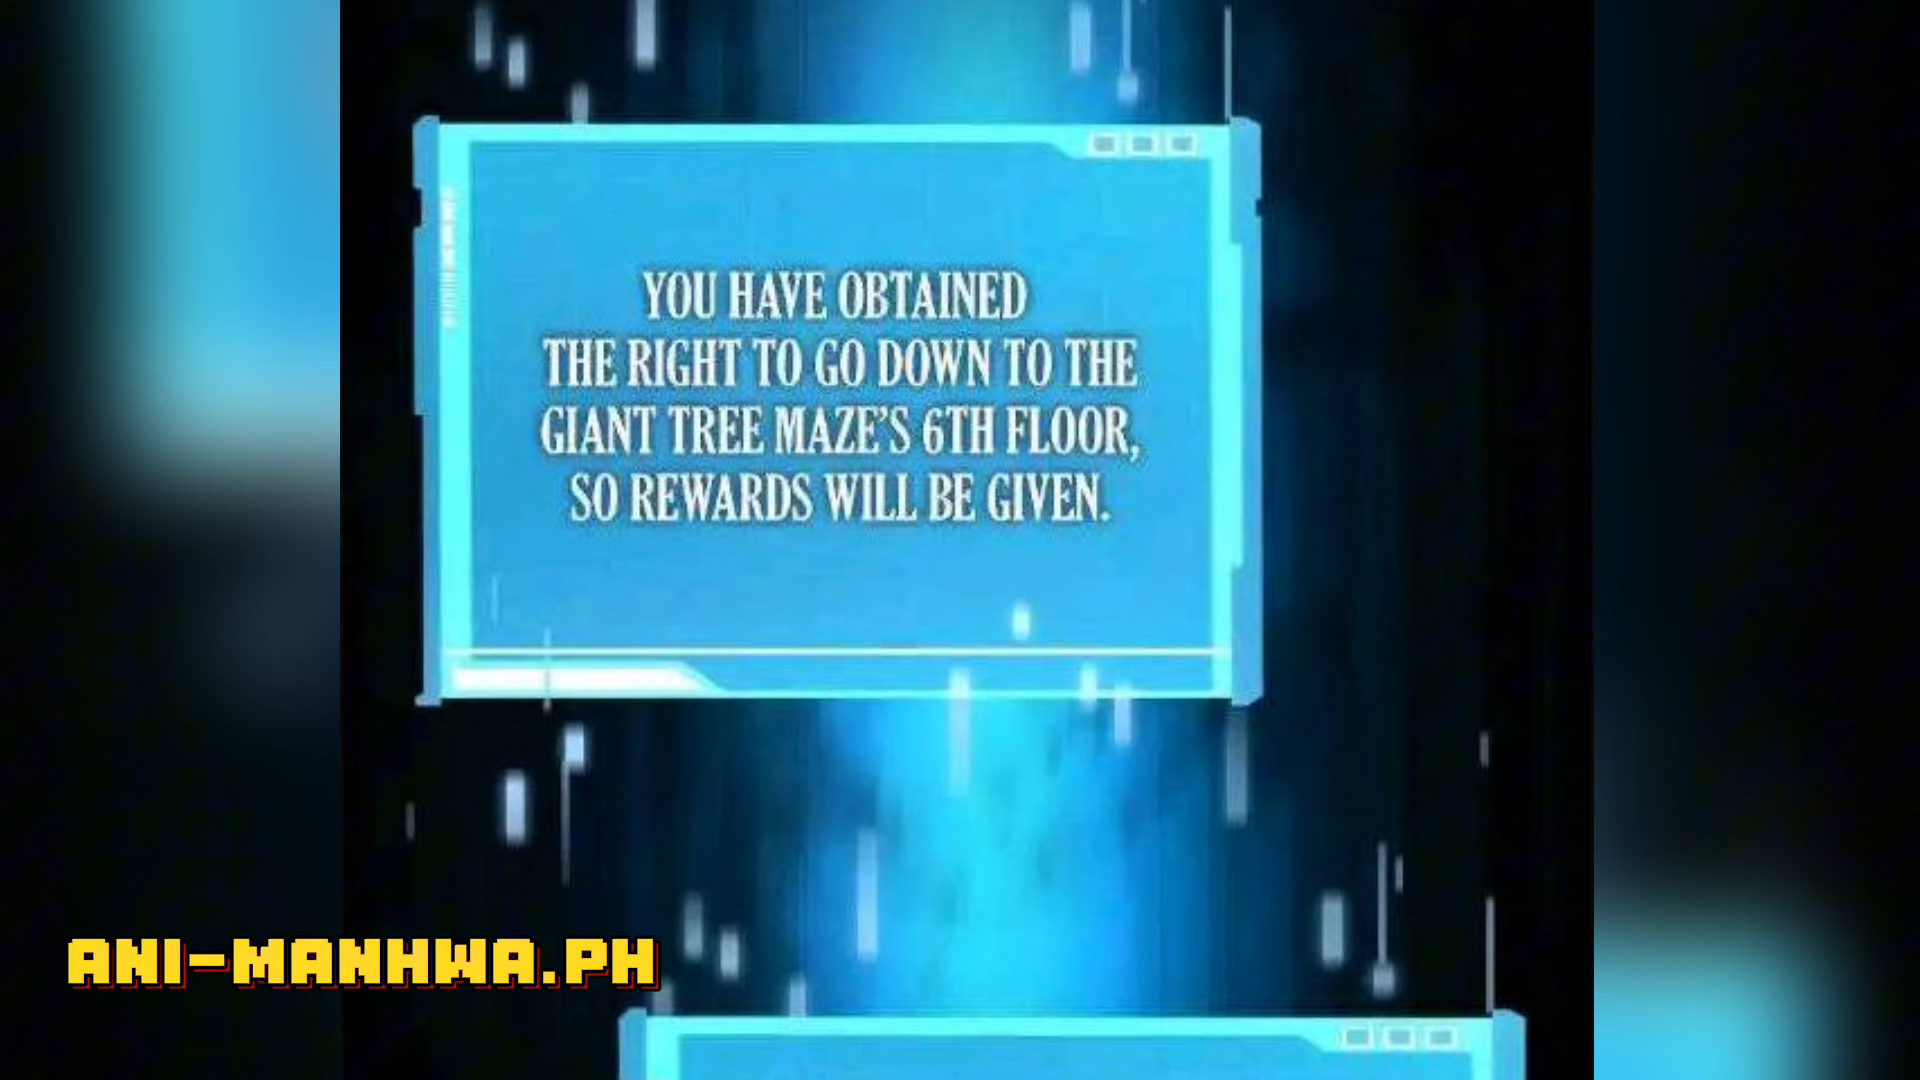 YOU HAVE OBTAINED
THE RIGHT TO GO DOWN TO THE
GIANT TREE MAZE'S 6TH FLOOR,
SO REWARDS WILL BE GIVEN.
ANI-MANHWA.PH